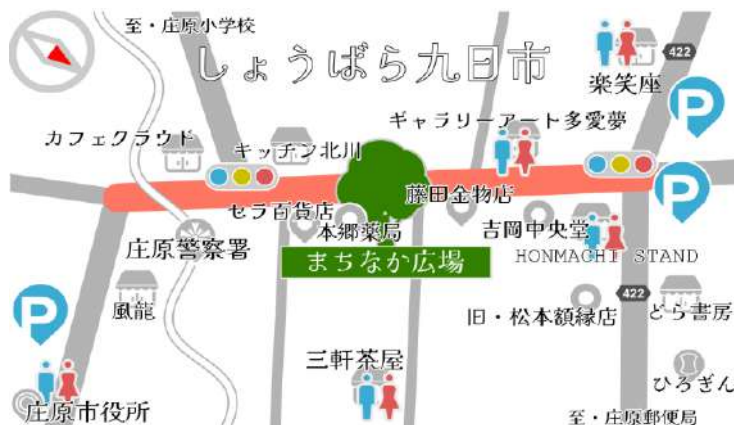 至・庄原小学校
しょうばら九日市
422
楽笑座
P
カフェクラウド
キッチン北川
ギャラリーアート多愛夢
P
セラ百貨店
本郷薬局
藤田金物店
吉岡中央堂
庄原警察署
まちなか広場
HONMACHI STAND
P
風龍
422
旧・松本額縁店
どら書房
三軒茶屋
ひろぎん
庄原市役所
至・庄原郵便局